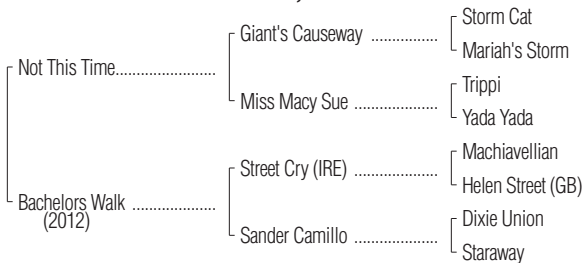 Storm Cat
Giant's Causeway ................
Mariah's Storm
Not This Time........................
Trippi
Miss Macy Sue ....................
Yada Yada
Machiavellian
Street Cry (IRE) ....................
Helen Street (GB)
Bachelors Walk ....................
(2012)
Dixie Union
Sander Camillo ....................
Staraway